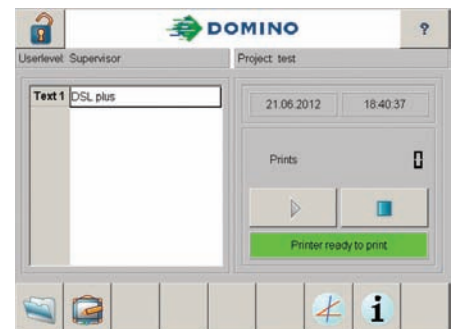 DOMINO
?
Userlevel: Supervisor
Project: test
Text 1 DSL plus
21.06.2012 18:40:37
Prints 0
Printer ready to print
i